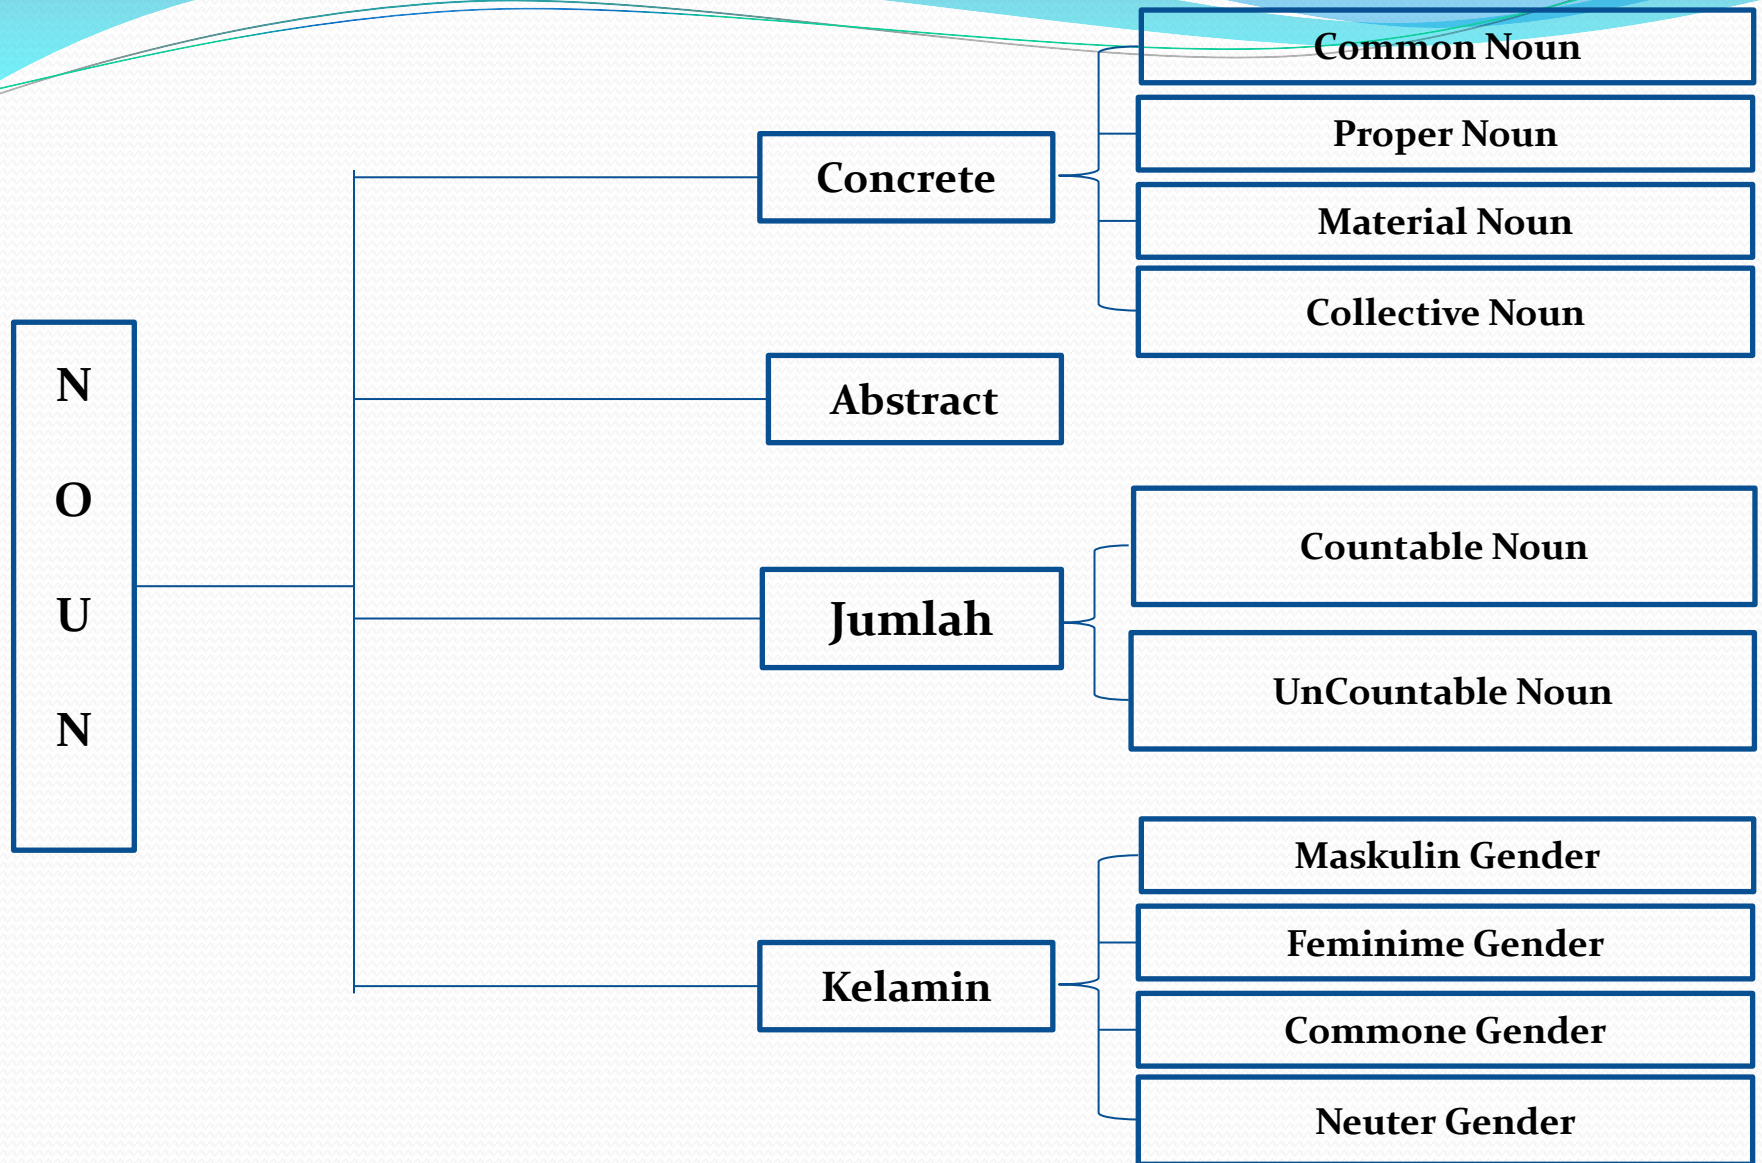 NOUN
Concrete
Common Noun
Proper Noun
Material Noun
Collective Noun
Abstract
Jumlah
Countable Noun
UnCountable Noun
Kelamin
Maskulin Gender
Feminime Gender
Commone Gender
Neuter Gender